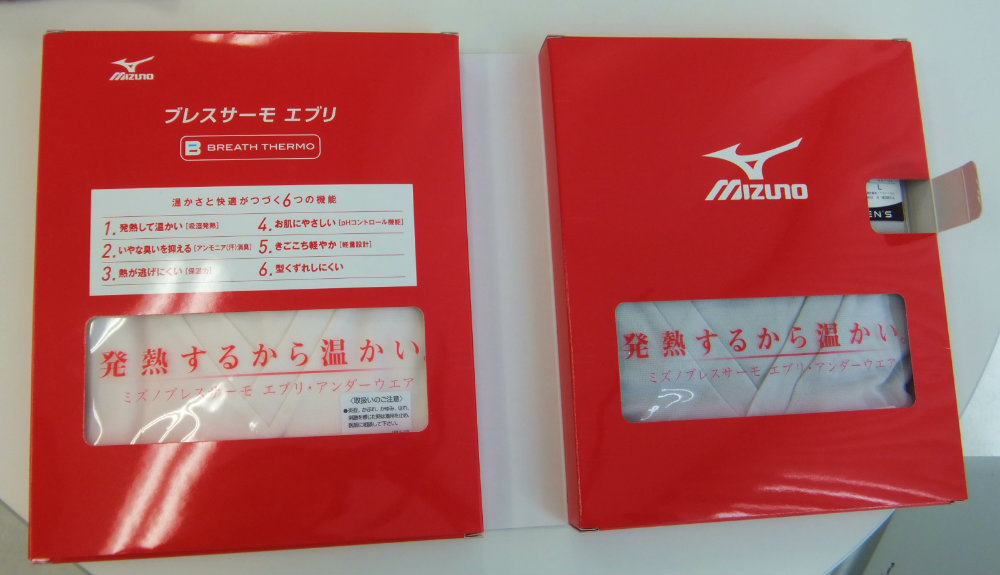 MIZUNO
ブレスサーモ エブリ
B BREATH THERMO
温かさと快適がつづく6つの機能
1. 発熱して温かい [吸湿発熱]
2. いやな臭いを抑える [アンモニア(汗)消臭]
3. 熱が逃げにくい [保温力]
4. お肌にやさしい [pHコントロール機能]
5. きごこち軽やか [軽量設計]
6. 型くずれしにくい
発熱するから温かい
ミズノブレスサーモ エブリ・アンダーウエア
〈取扱いのご注意〉
MIZUNO
L
EN'S
発熱するから温かい。
ミズノブレスサーモ エブリ・アンダーウエア